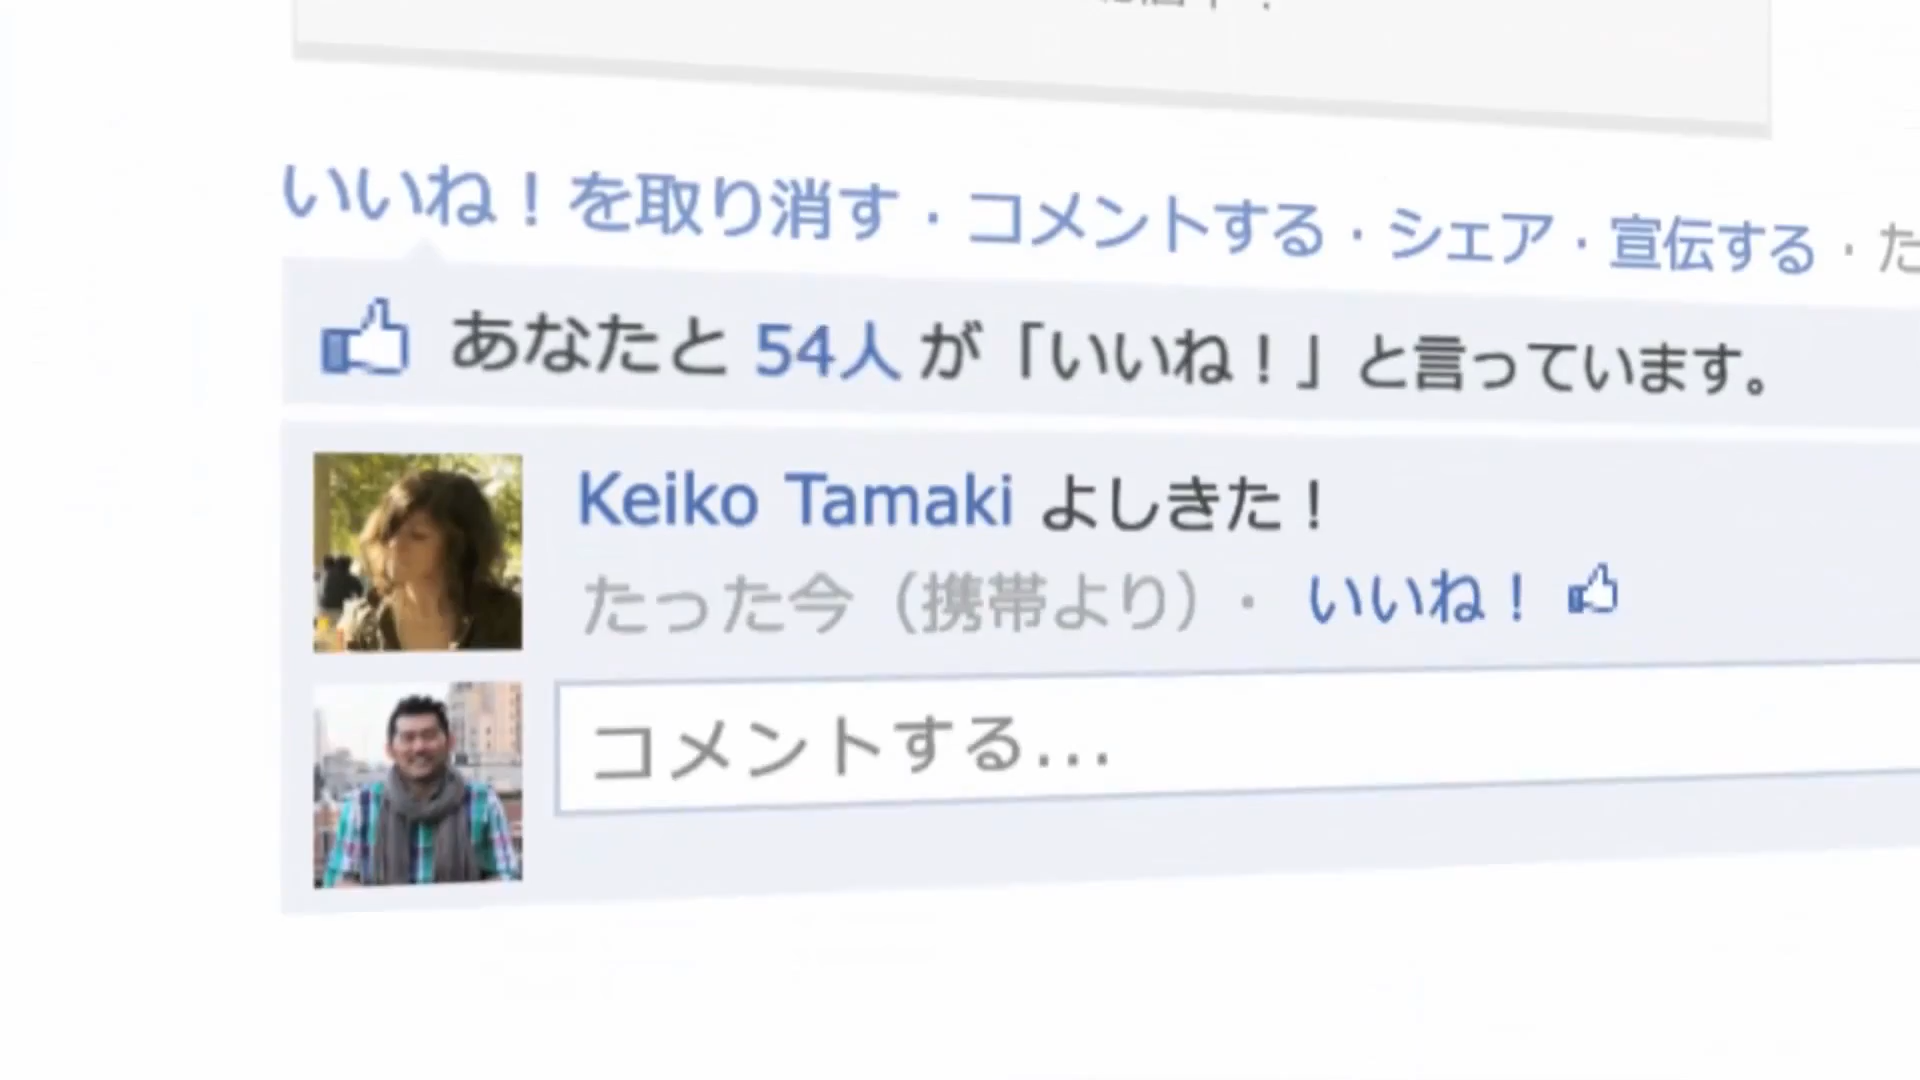 いいね！を取り消す · コメントする · シェア · 宣伝する · た
あなたと 54人 が「いいね！」と言っています。
Keiko Tamaki よしきた！
たった今（携帯より）· いいね！
コメントする...